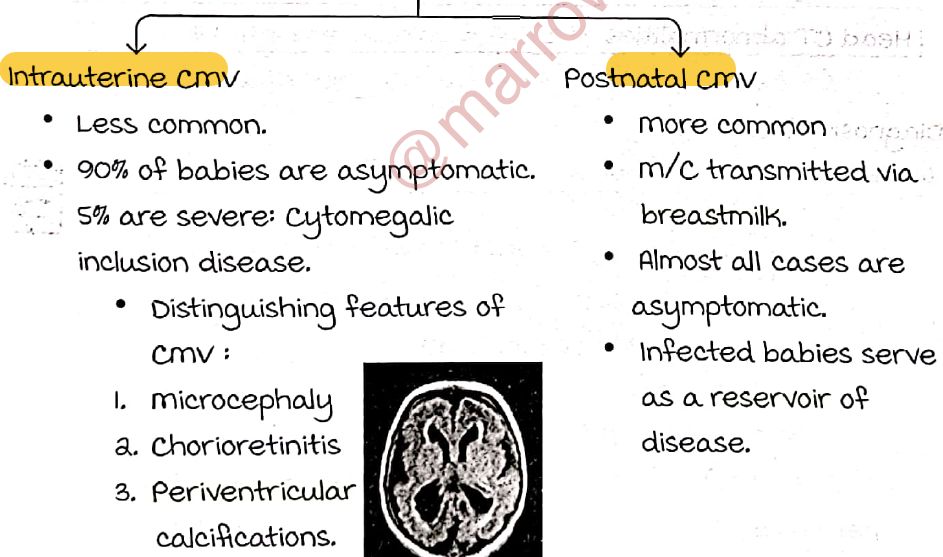 Intrauterine CMV
• Less common.
• 90% of babies are asymptomatic.
5% are severe: Cytomegalic
inclusion disease.
• Distinguishing features of
CMV :
1. microcephaly
2. Chorioretinitis
3. Periventricular
calcifications.
Postnatal CMV
• more common
• m/c transmitted via
breastmilk.
• Almost all cases are
asymptomatic.
• Infected babies serve
as a reservoir of
disease.
@marrow